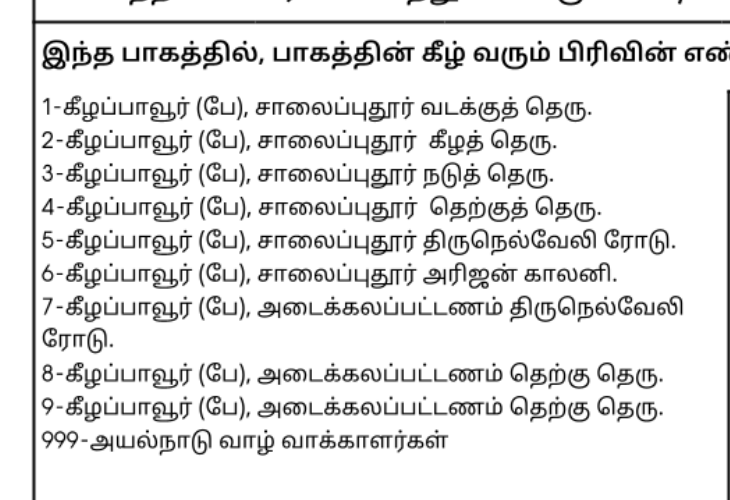 இந்த பாகத்தில், பாகத்தின் கீழ் வரும் பிரிவின்
1-கீழப்பாவூர் (பே), சாலைப்புதூர் வடக்குத் தெரு.
2-கீழப்பாவூர் (பே), சாலைப்புதூர் கீழத் தெரு.
3-கீழப்பாவூர் (பே), சாலைப்புதூர் நடுத் தெரு.
4-கீழப்பாவூர் (பே), சாலைப்புதூர் தெற்குத் தெரு.
5-கீழப்பாவூர் (பே), சாலைப்புதூர் திருநெல்வேலி ரோடு.
6-கீழப்பாவூர் (பே), சாலைப்புதூர் அரிஜன் காலனி.
7-கீழப்பாவூர் (பே), அடைக்கலப்பட்டணம் திருநெல்வேலி
ரோடு.
8-கீழப்பாவூர் (பே), அடைக்கலப்பட்டணம் தெற்கு தெரு.
9-கீழப்பாவூர் (பே), அடைக்கலப்பட்டணம் தெற்கு தெரு.
999-அயல்நாடு வாழ் வாக்காளர்கள்